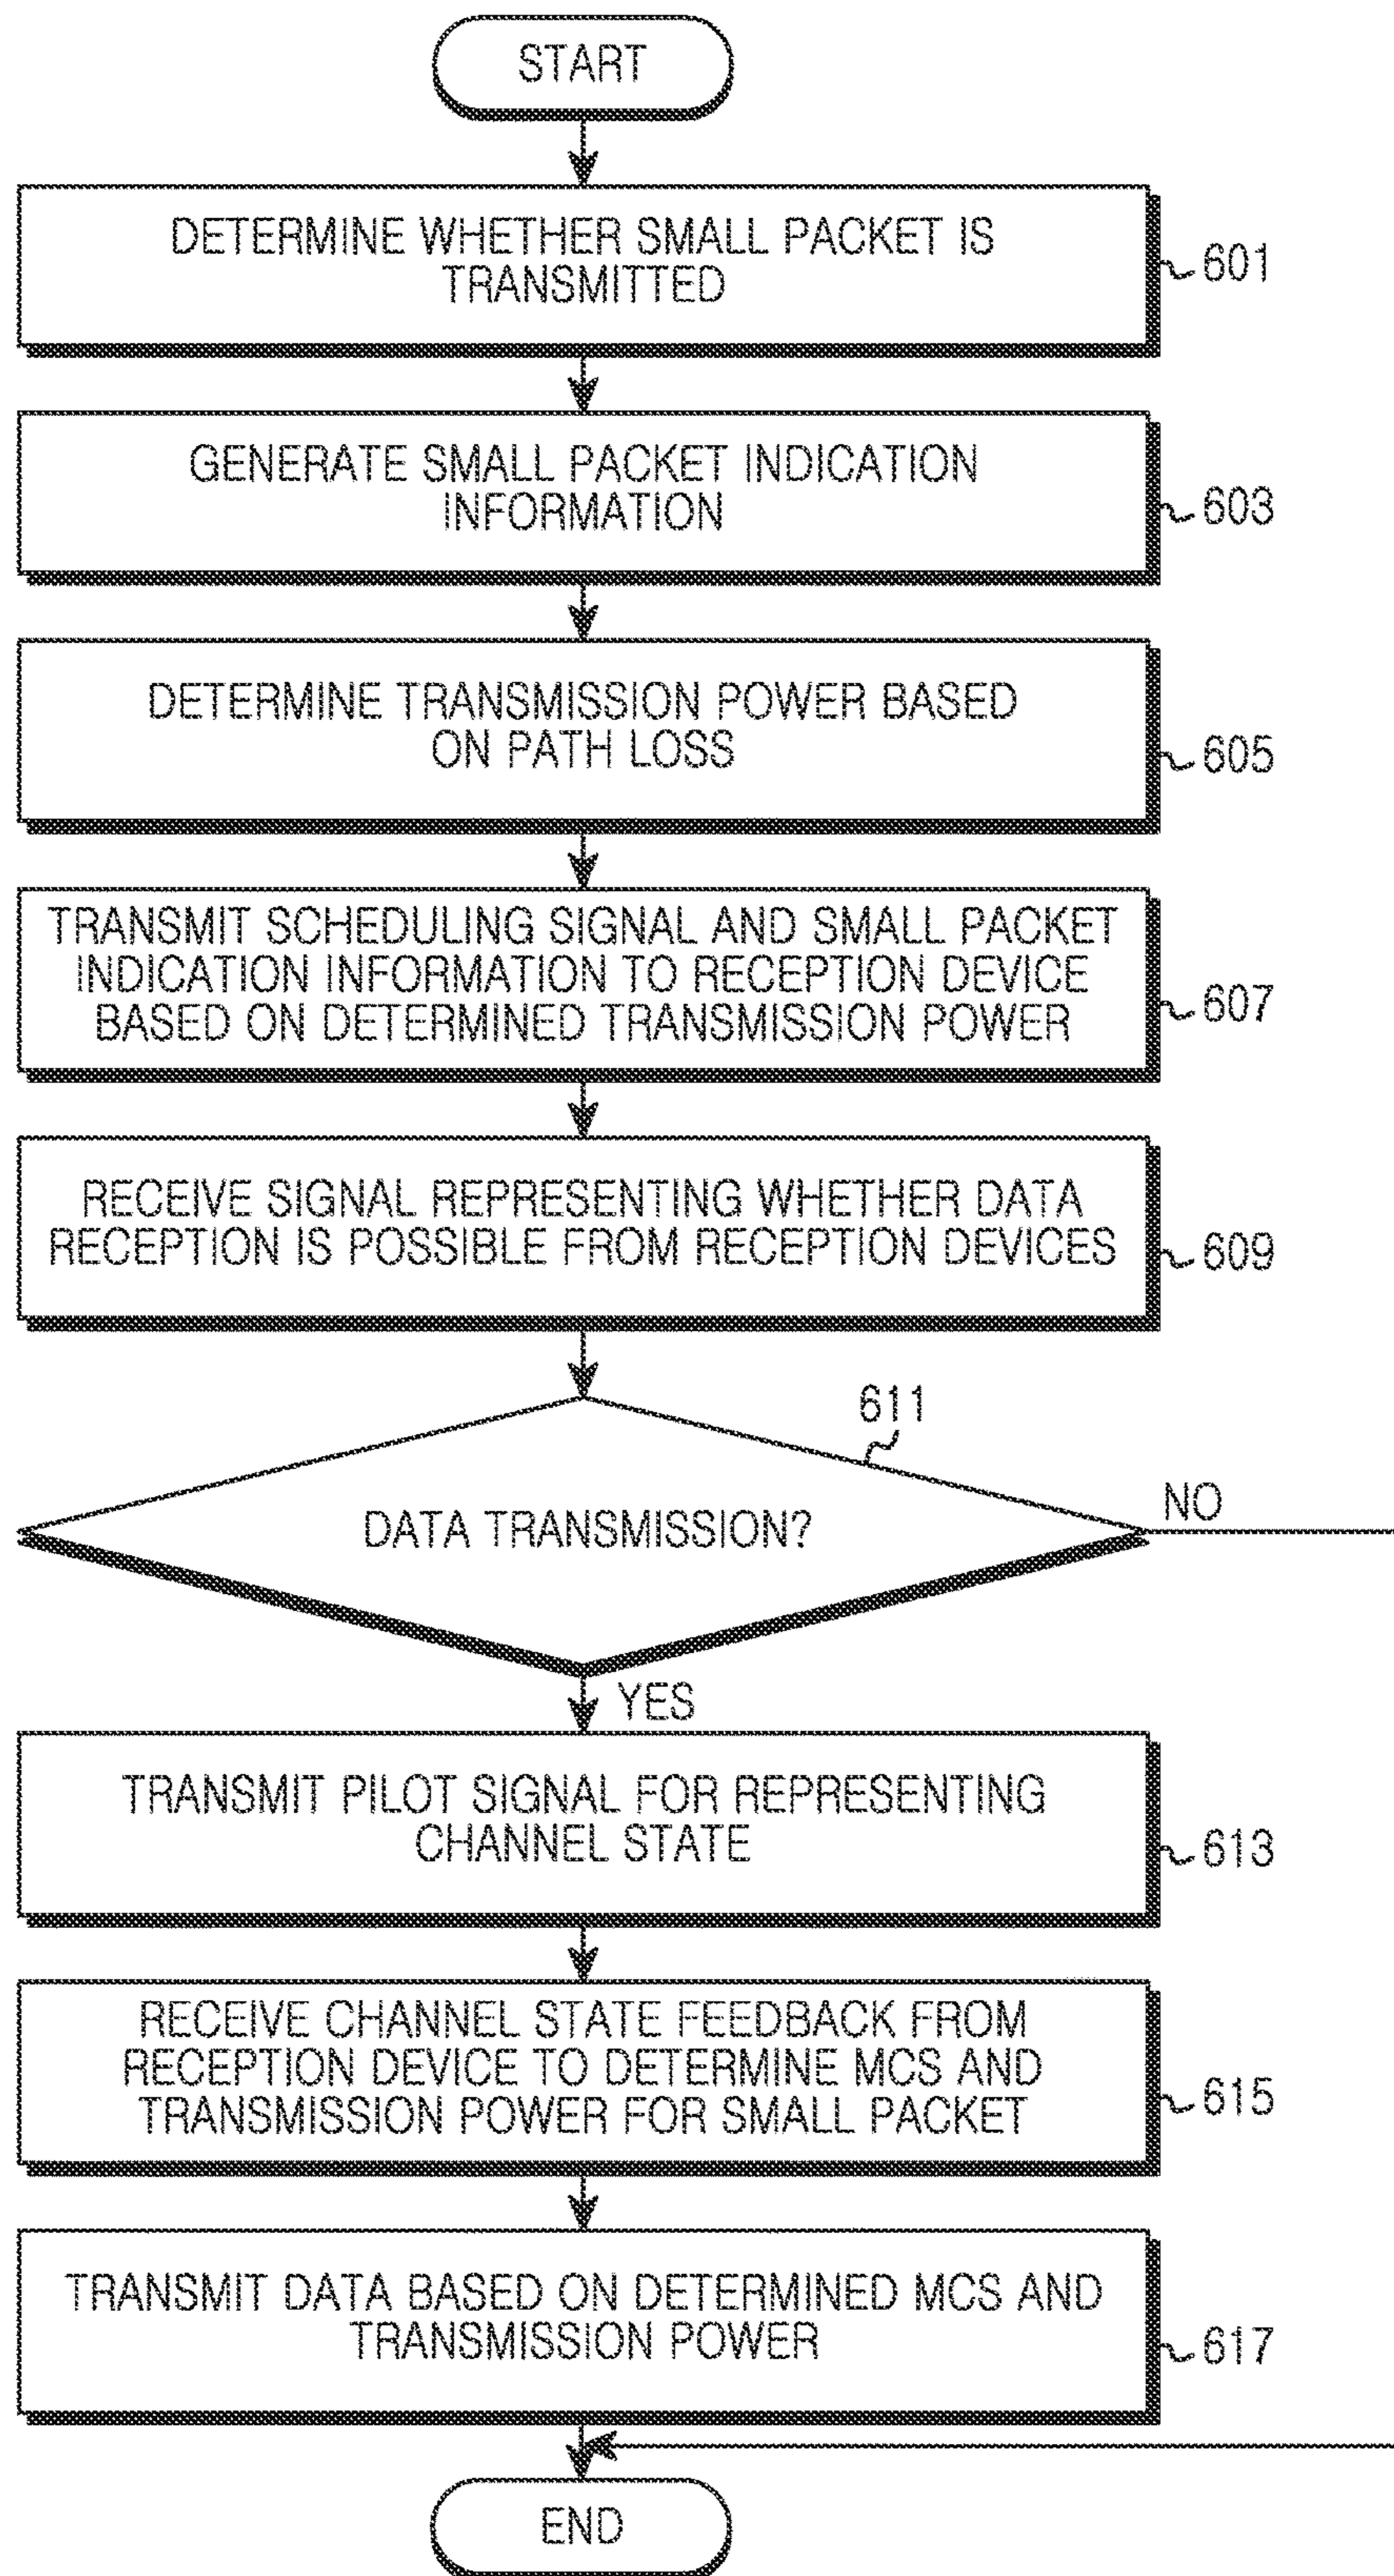 START
DETERMINE WHETHER SMALL PACKET IS
TRANSMITTED
601
GENERATE SMALL PACKET INDICATION
INFORMATION
603
DETERMINE TRANSMISSION POWER BASED
ON PATH LOSS
605
TRANSMIT SCHEDULING SIGNAL AND SMALL PACKET
INDICATION INFORMATION TO RECEPTION DEVICE
BASED ON DETERMINED TRANSMISSION POWER
607
RECEIVE SIGNAL REPRESENTING WHETHER DATA
RECEPTION IS POSSIBLE FROM RECEPTION DEVICES
609
611
DATA TRANSMISSION?
NO
YES
TRANSMIT PILOT SIGNAL FOR REPRESENTING
CHANNEL STATE
613
RECEIVE CHANNEL STATE FEEDBACK FROM
RECEPTION DEVICE TO DETERMINE MCS AND
TRANSMISSION POWER FOR SMALL PACKET
615
TRANSMIT DATA BASED ON DETERMINED MCS AND
TRANSMISSION POWER
617
END